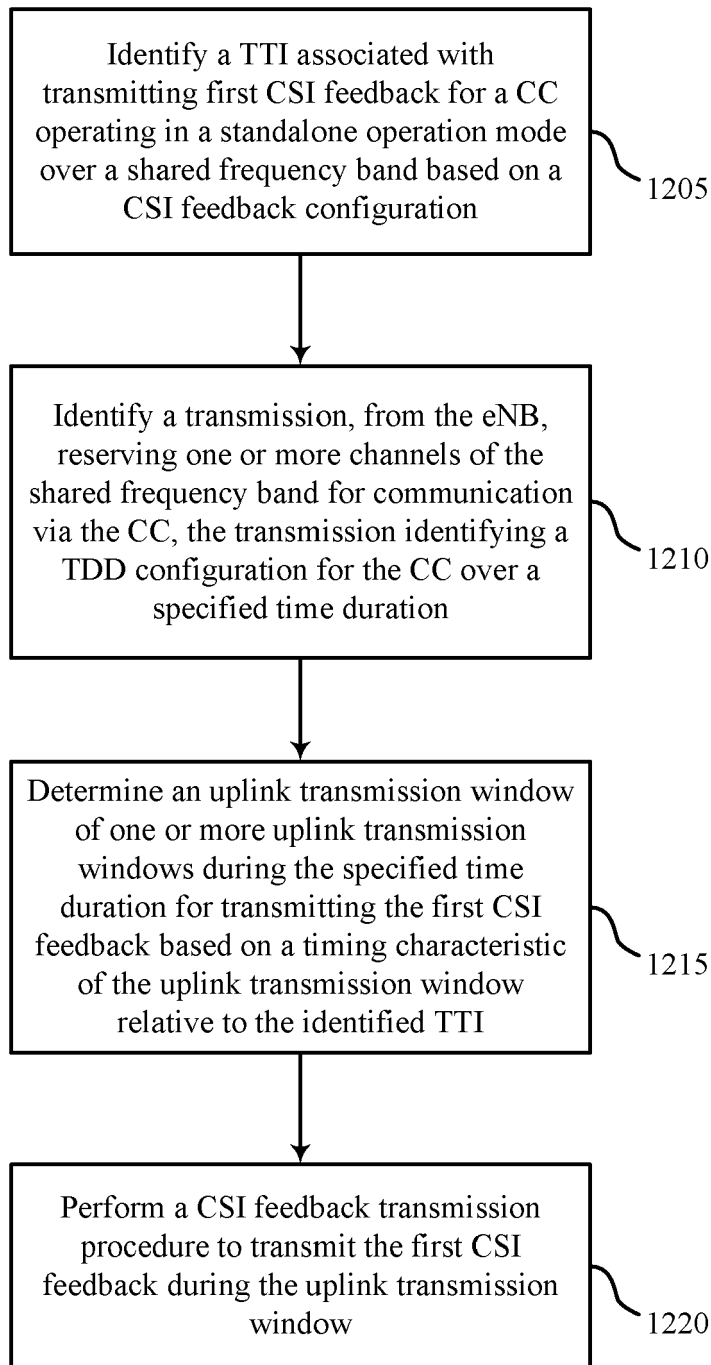 Identify a TTI associated with
transmitting first CSI feedback for a CC
operating in a standalone operation mode
over a shared frequency band based on a
CSI feedback configuration
1205
Identify a transmission, from the eNB,
reserving one or more channels of the
shared frequency band for communication
via the CC, the transmission identifying a
TDD configuration for the CC over a
specified time duration
1210
Determine an uplink transmission window
of one or more uplink transmission
windows during the specified time
duration for transmitting the first CSI
feedback based on a timing characteristic
of the uplink transmission window
relative to the identified TTI
1215
Perform a CSI feedback transmission
procedure to transmit the first CSI
feedback during the uplink transmission
window
1220